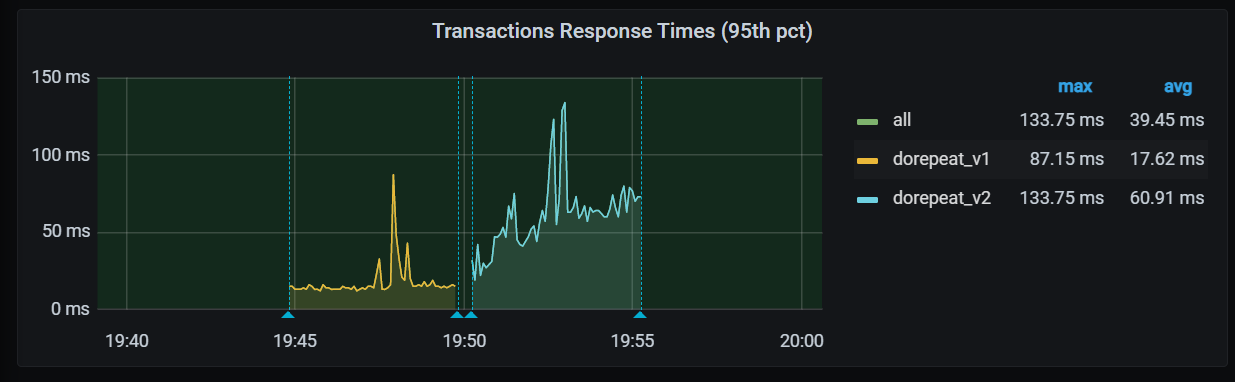 Transactions Response Times (95th pct)
150 ms
100 ms
50 ms
0 ms
19:40 19:45 19:50 19:55 20:00
max avg
all 133.75 ms 39.45 ms
dorepeat_v1 87.15 ms 17.62 ms
dorepeat_v2 133.75 ms 60.91 ms